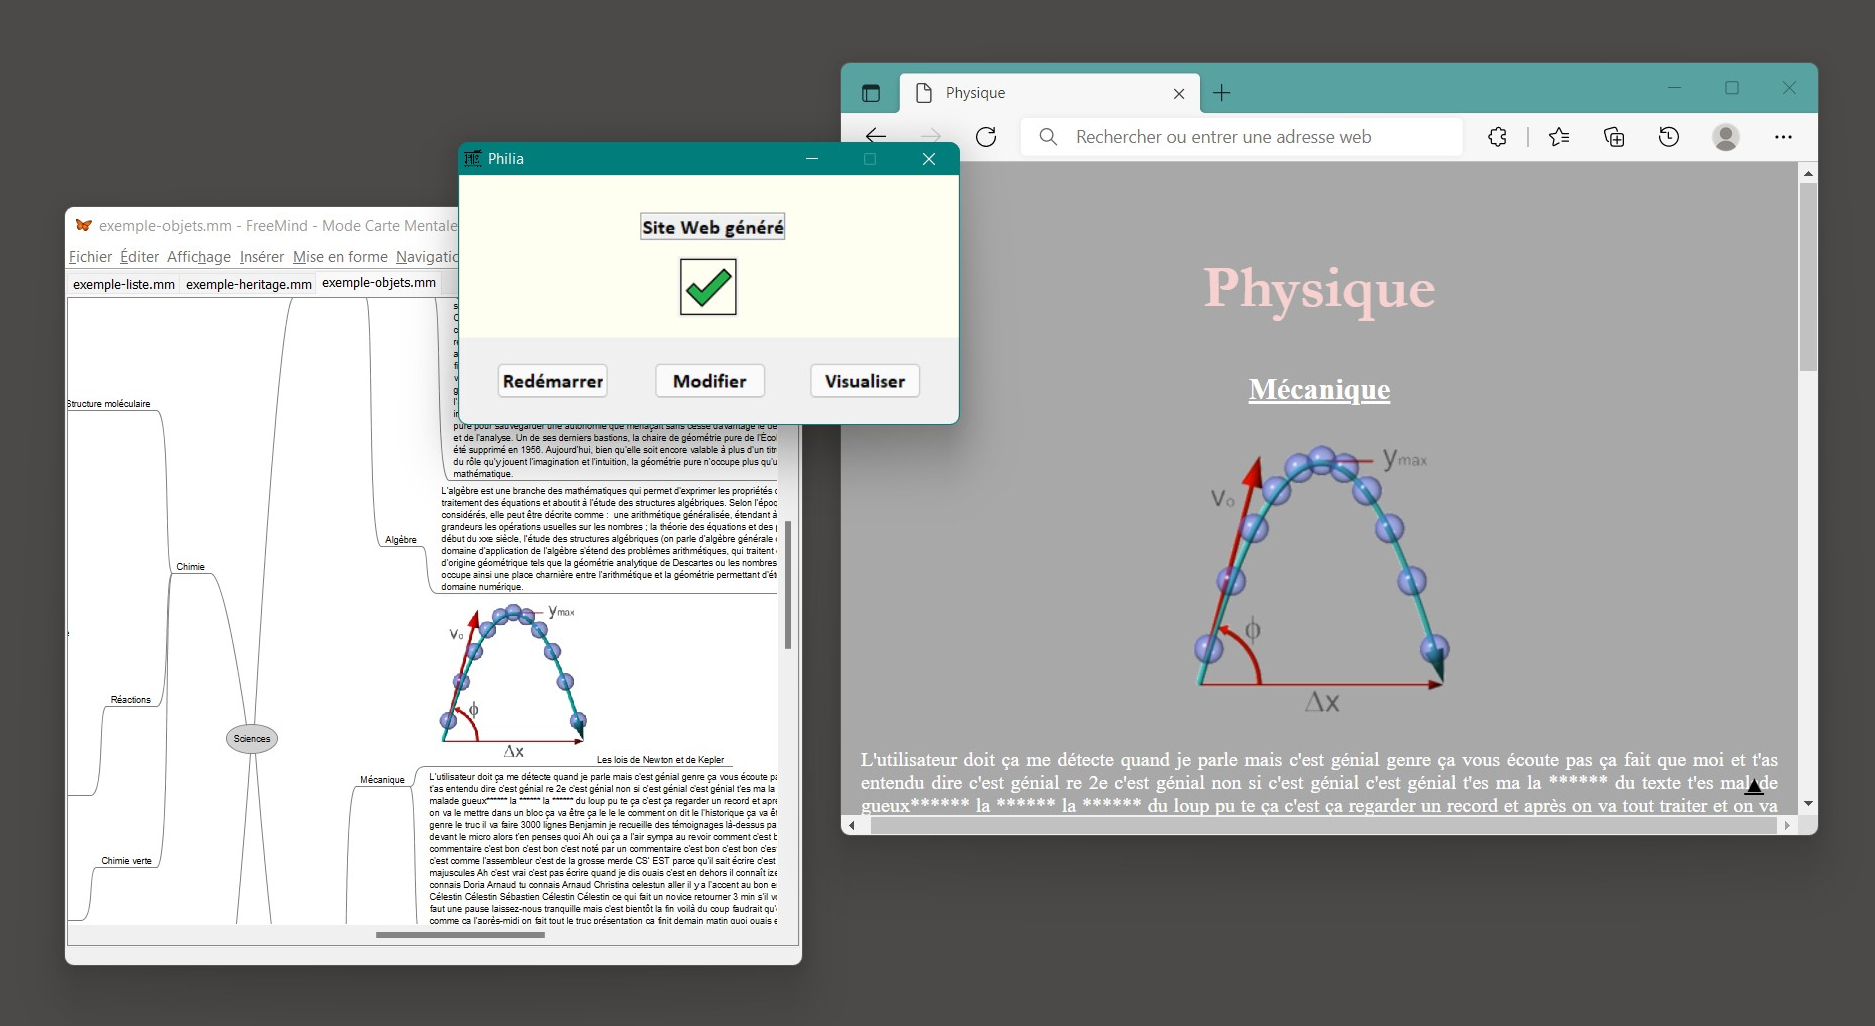 exemple-objets.mm - FreeMind - Mode Carte Mentale
Fichier Éditer Affichage Insérer Mise en forme
exemple-liste.mm exemple-heritage.mm exemple-objets.mm
Structure moléculaire
Chimie
Réactions
Sciences
Chimie verte
pure pour sauvegarder une autonomie que menaçait sans cesse davantage le
et de l'analyse. Un de ses derniers bastions, la chaire de géométrie pure de
été supprimé en 1956. Aujourd'hui, bien qu'elle soit encore valable à plus d'un
du rôle qu'y jouent l'imagination et l'intuition, la géométrie pure n'occupe plus
mathématique.
Algèbre
L'algèbre est une branche des mathématiques qui permet d'exprimer les propriétés
traitement des équations et aboutit à l'étude des structures algébriques. Selon
considérés, elle peut être décrite comme : une arithmétique généralisée, étendant à
grandeurs les opérations usuelles sur les nombres ; la théorie des équations et des
début du xxe siècle, l'étude des structures algébriques (on parle d'algèbre générale
domaine d'application de l'algèbre s'étend des problèmes arithmétiques, qui traitent
d'origine géométrique tels que la géométrie analytique de Descartes ou les nombres
occupe ainsi une place charnière entre l'arithmétique et la géométrie permettant
domaine numérique.
ymax
Vo
ϕ
Δx
Les lois de Newton et de Kepler
Mécanique
L'utilisateur doit ça me détecte quand je parle mais c'est génial genre ça vous écoute
t'as entendu dire c'est génial re 2e c'est génial non si c'est génial c'est génial t'es ma la
malade gueux****** la ****** la ****** du loup pu te ça c'est ça regarder un record et
on va le mettre dans un bloc ça va être ça le le le comment on dit le l'historique ça va
genre le truc il va faire 3000 lignes Benjamin je recueille des témoignages là-dessus
devant le micro alors t'en penses quoi Ah oui ça a l'air sympa au revoir comment c'est
commentaire c'est bon c'est bon c'est noté par un commentaire c'est bon c'est bon
c'est comme l'assembleur c'est de la grosse merde CS' EST parce qu'il sait écrire c'est
majuscules Ah c'est vrai c'est pas écrire quand je dis ouais c'est en dehors il connaît
connais Doria Arnaud tu connais Arnaud Christina celestun aller il y a l'accent au bon
Célestin Célestin Sébastien Célestin Célestin ce qui fait un novice retourner 3 min s'il
faut une pause laissez-nous tranquille mais c'est bientôt la fin voilà du coup faudrait
comme ça l'après-midi on fait tout le truc présentation ça finit demain matin quoi ouais
Philia
Site Web généré
Redémarrer Modifier Visualiser
Physique
Rechercher ou entrer une adresse web
Physique
Mécanique
ymax
Vo
ϕ
Δx
L'utilisateur doit ça me détecte quand je parle mais c'est génial genre ça vous écoute pas ça fait que moi et t'as
entendu dire c'est génial re 2e c'est génial non si c'est génial c'est génial t'es ma la ****** du texte t'es malade
gueux****** la ****** la ****** du loup pu te ça c'est ça regarder un record et après on va tout traiter et on va